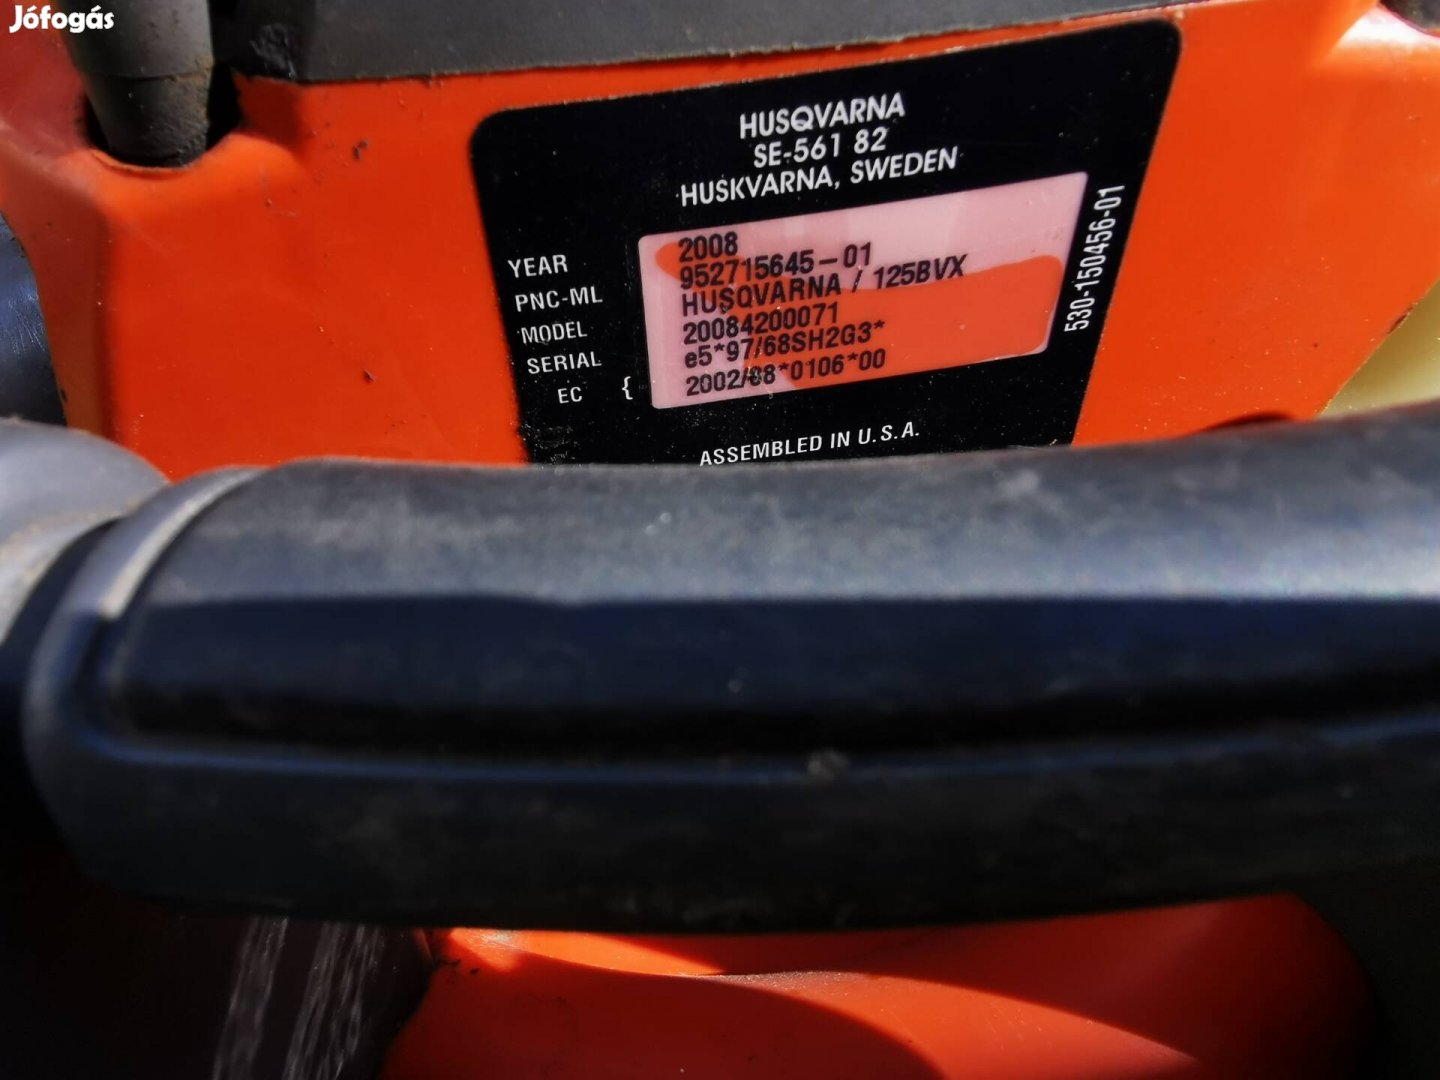 Jófogás
HUSQVARNA
SE-561 82
HUSKVARNA, SWEDEN
YEAR 2008
PNC-ML 952715645-01
MODEL HUSQVARNA / 125BVX
SERIAL 20084200071
EC { e5*97/68SH2G3*
2002/88*0106*00
ASSEMBLED IN U.S.A.
530-150456-01